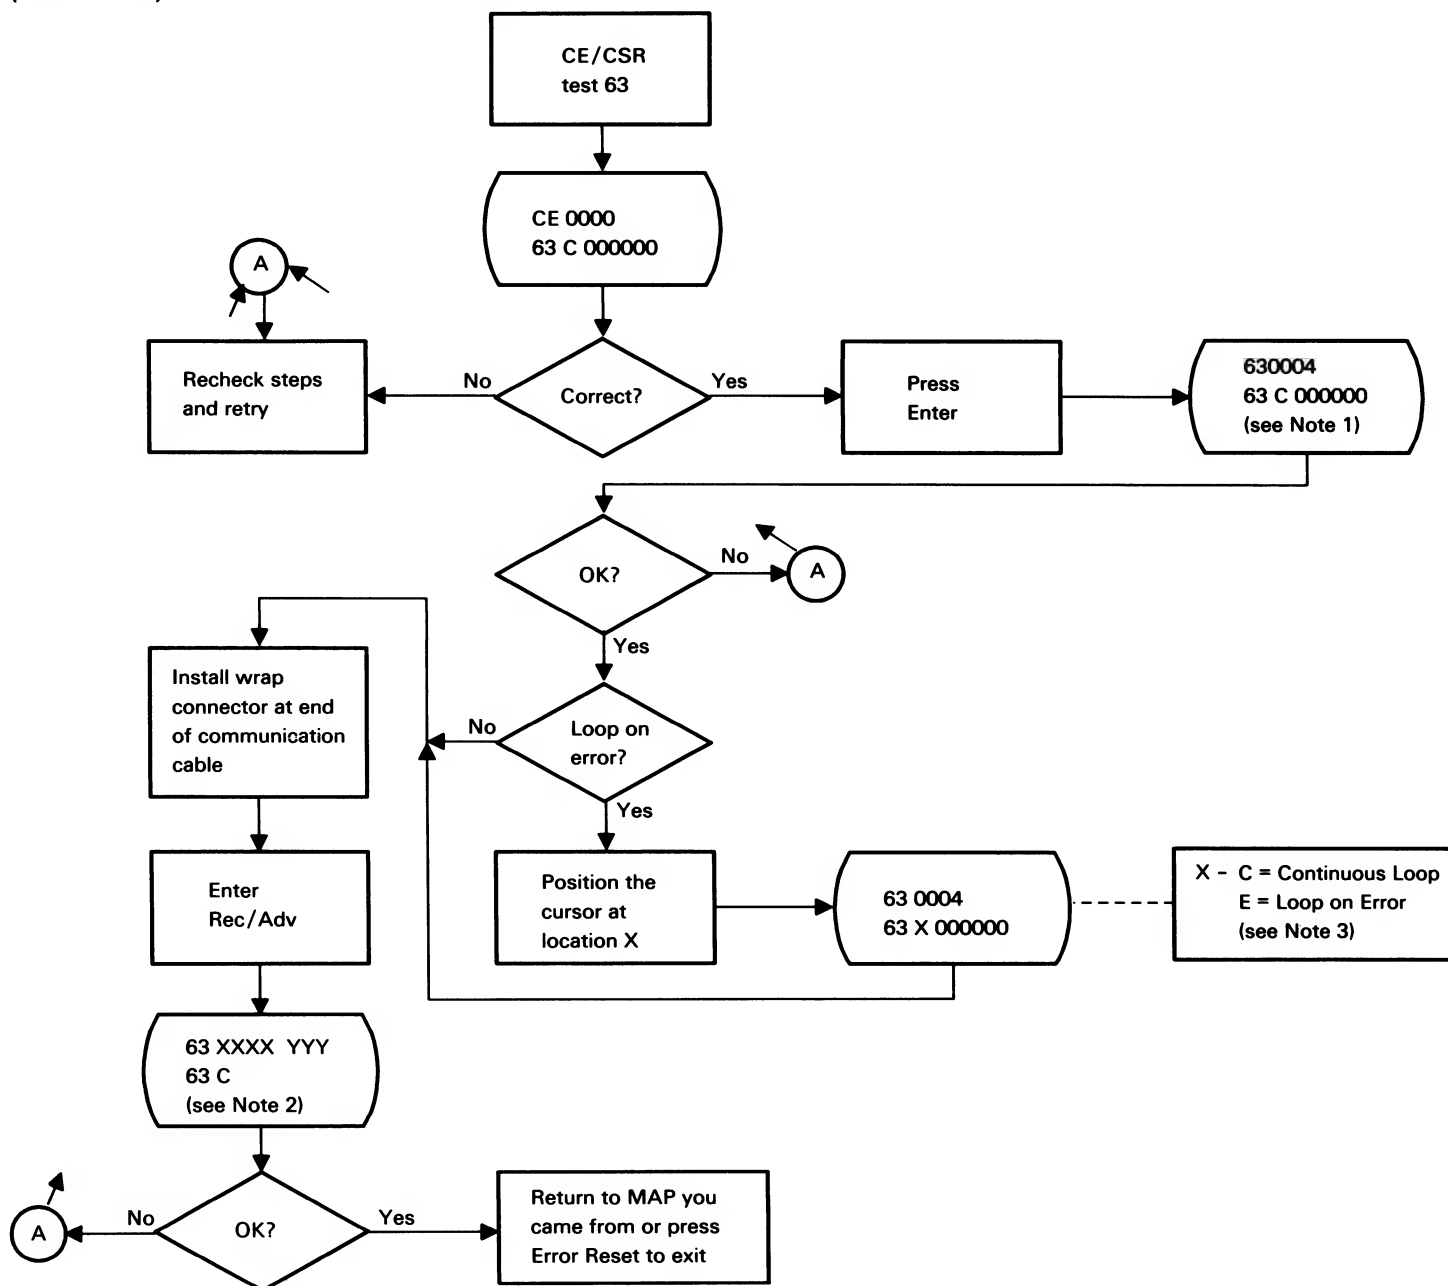 CE/CSR
test 63
CE 0000
63 C 000000
A
Recheck steps
and retry
No
Correct?
Yes
Press
Enter
630004
63 C 000000
(see Note 1)
OK?
No
A
Yes
Install wrap
connector at end
of communication
cable
No
Loop on
error?
Yes
Enter
Rec/Adv
Position the
cursor at
location X
63 0004
63 X 000000
X - C = Continuous Loop
E = Loop on Error
(see Note 3)
63 XXXX YYY
63 C
(see Note 2)
A
No
OK?
Yes
Return to MAP you
came from or press
Error Reset to exit